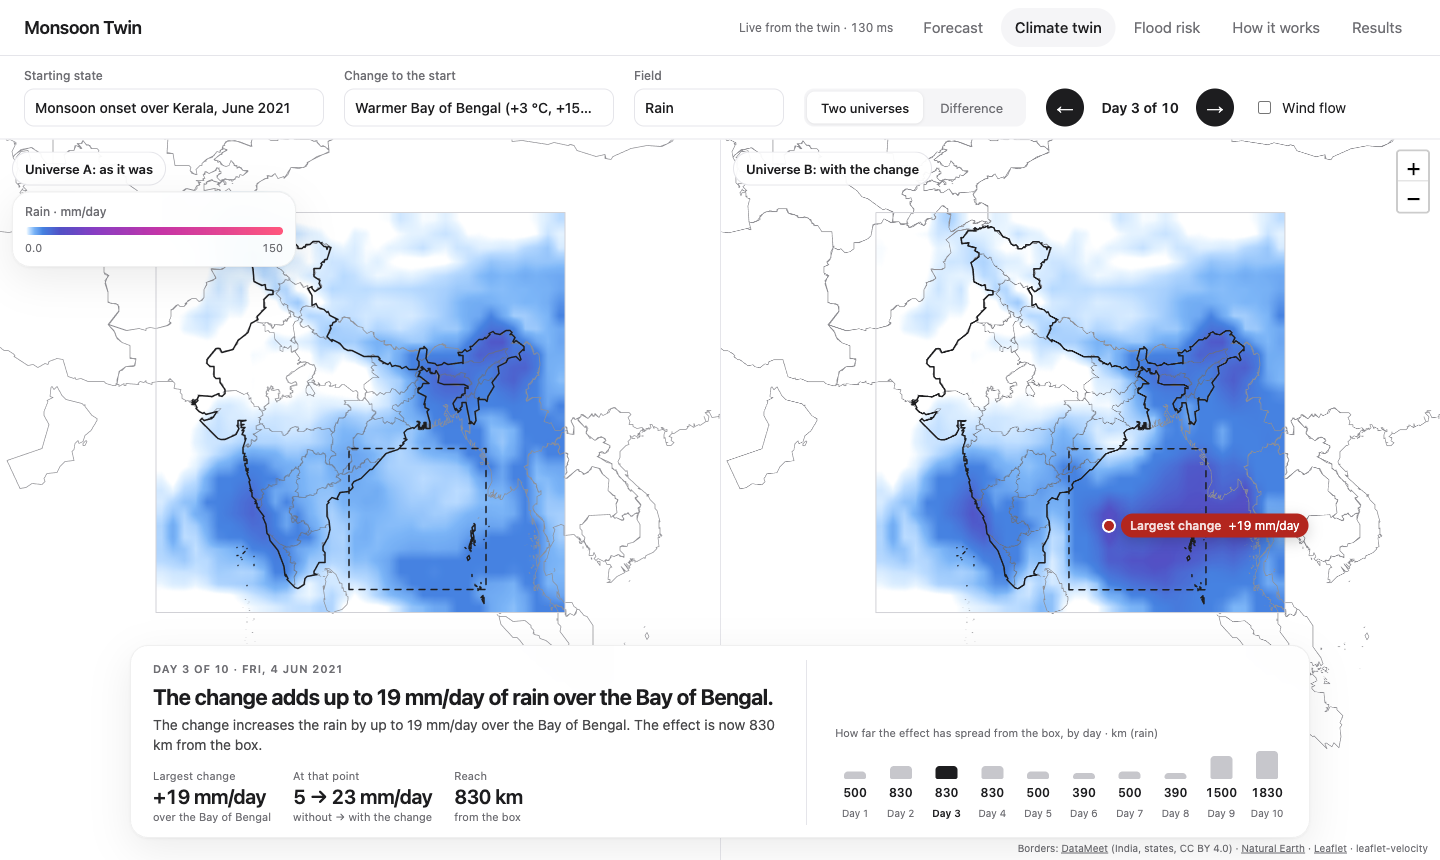 Monsoon Twin
Live from the twin · 130 ms
Forecast
Climate twin
Flood risk
How it works
Results
Starting state
Change to the start
Field
Monsoon onset over Kerala, June 2021
Warmer Bay of Bengal (+3 °C, +15...
Rain
Two universes
Difference
←
Day 3 of 10
→
Wind flow
Universe A: as it was
Rain · mm/day
0.0
150
Universe B: with the change
+
−
Largest change +19 mm/day
DAY 3 OF 10 · FRI, 4 JUN 2021
The change adds up to 19 mm/day of rain over the Bay of Bengal.
The change increases the rain by up to 19 mm/day over the Bay of Bengal. The effect is now 830
km from the box.
Largest change
+19 mm/day
over the Bay of Bengal
At that point
5 → 23 mm/day
without → with the change
Reach
830 km
from the box
How far the effect has spread from the box, by day · km (rain)
500 830 830 830 500 390 500 390 1500 1830
Day 1 Day 2 Day 3 Day 4 Day 5 Day 6 Day 7 Day 8 Day 9 Day 10
Borders: DataMeet (India, states, CC BY 4.0) · Natural Earth · Leaflet · leaflet-velocity